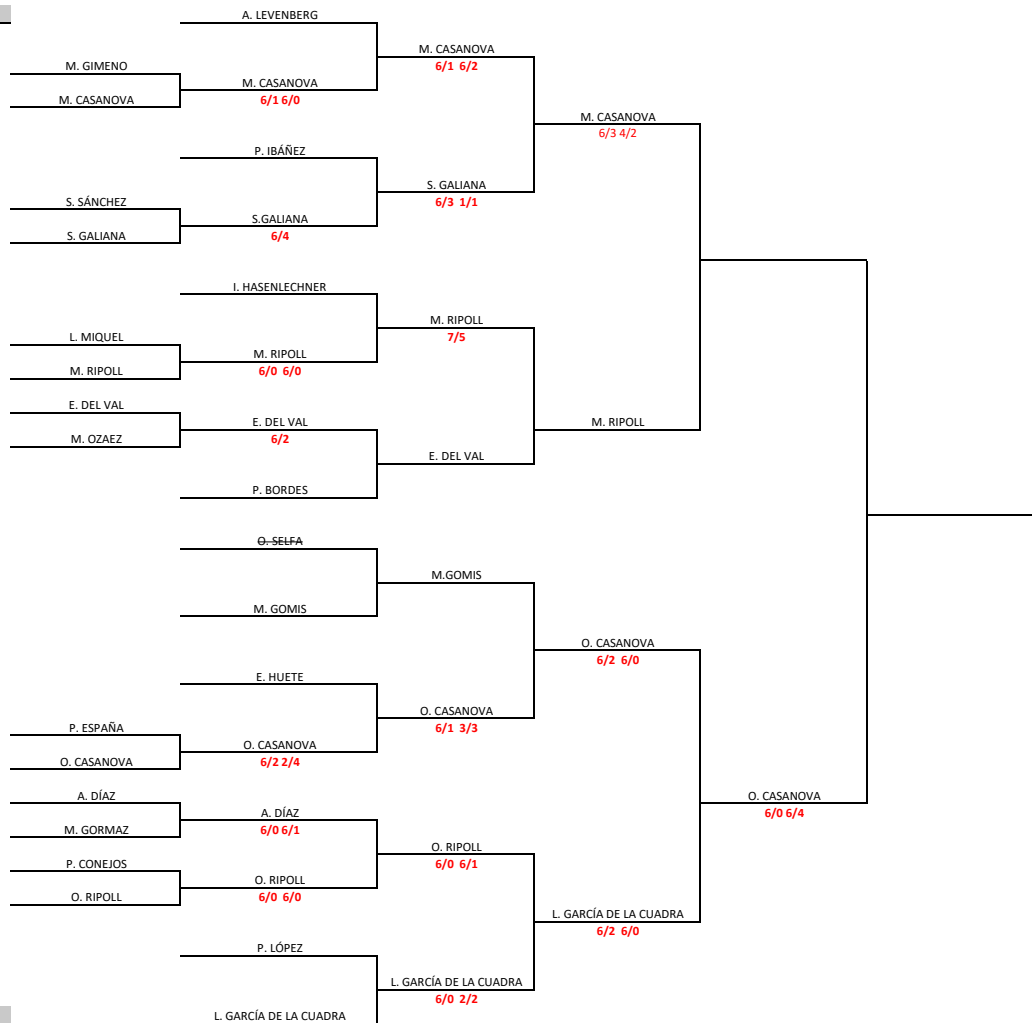 A. LEVENBERG
M. CASANOVA
6/1 6/2
M. GIMENO
M. CASANOVA
6/1 6/0
M. CASANOVA
M. CASANOVA
6/3 4/2
P. IBÁÑEZ
S. GALIANA
6/3 1/1
S. SÁNCHEZ
S.GALIANA
6/4
S. GALIANA
I. HASENLECHNER
M. RIPOLL
7/5
L. MIQUEL
M. RIPOLL
6/0 6/0
M. RIPOLL
E. DEL VAL
E. DEL VAL
6/2
M. RIPOLL
M. OZAEZ
E. DEL VAL
P. BORDES
O. SELFA
M.GOMIS
M. GOMIS
O. CASANOVA
6/2 6/0
E. HUETE
O. CASANOVA
6/1 3/3
P. ESPAÑA
O. CASANOVA
6/2 2/4
O. CASANOVA
A. DÍAZ
O. CASANOVA
6/0 6/4
A. DÍAZ
6/0 6/1
M. GORMAZ
O. RIPOLL
6/0 6/1
P. CONEJOS
O. RIPOLL
6/0 6/0
O. RIPOLL
L. GARCÍA DE LA CUADRA
6/2 6/0
P. LÓPEZ
L. GARCÍA DE LA CUADRA
6/0 2/2
L. GARCÍA DE LA CUADRA